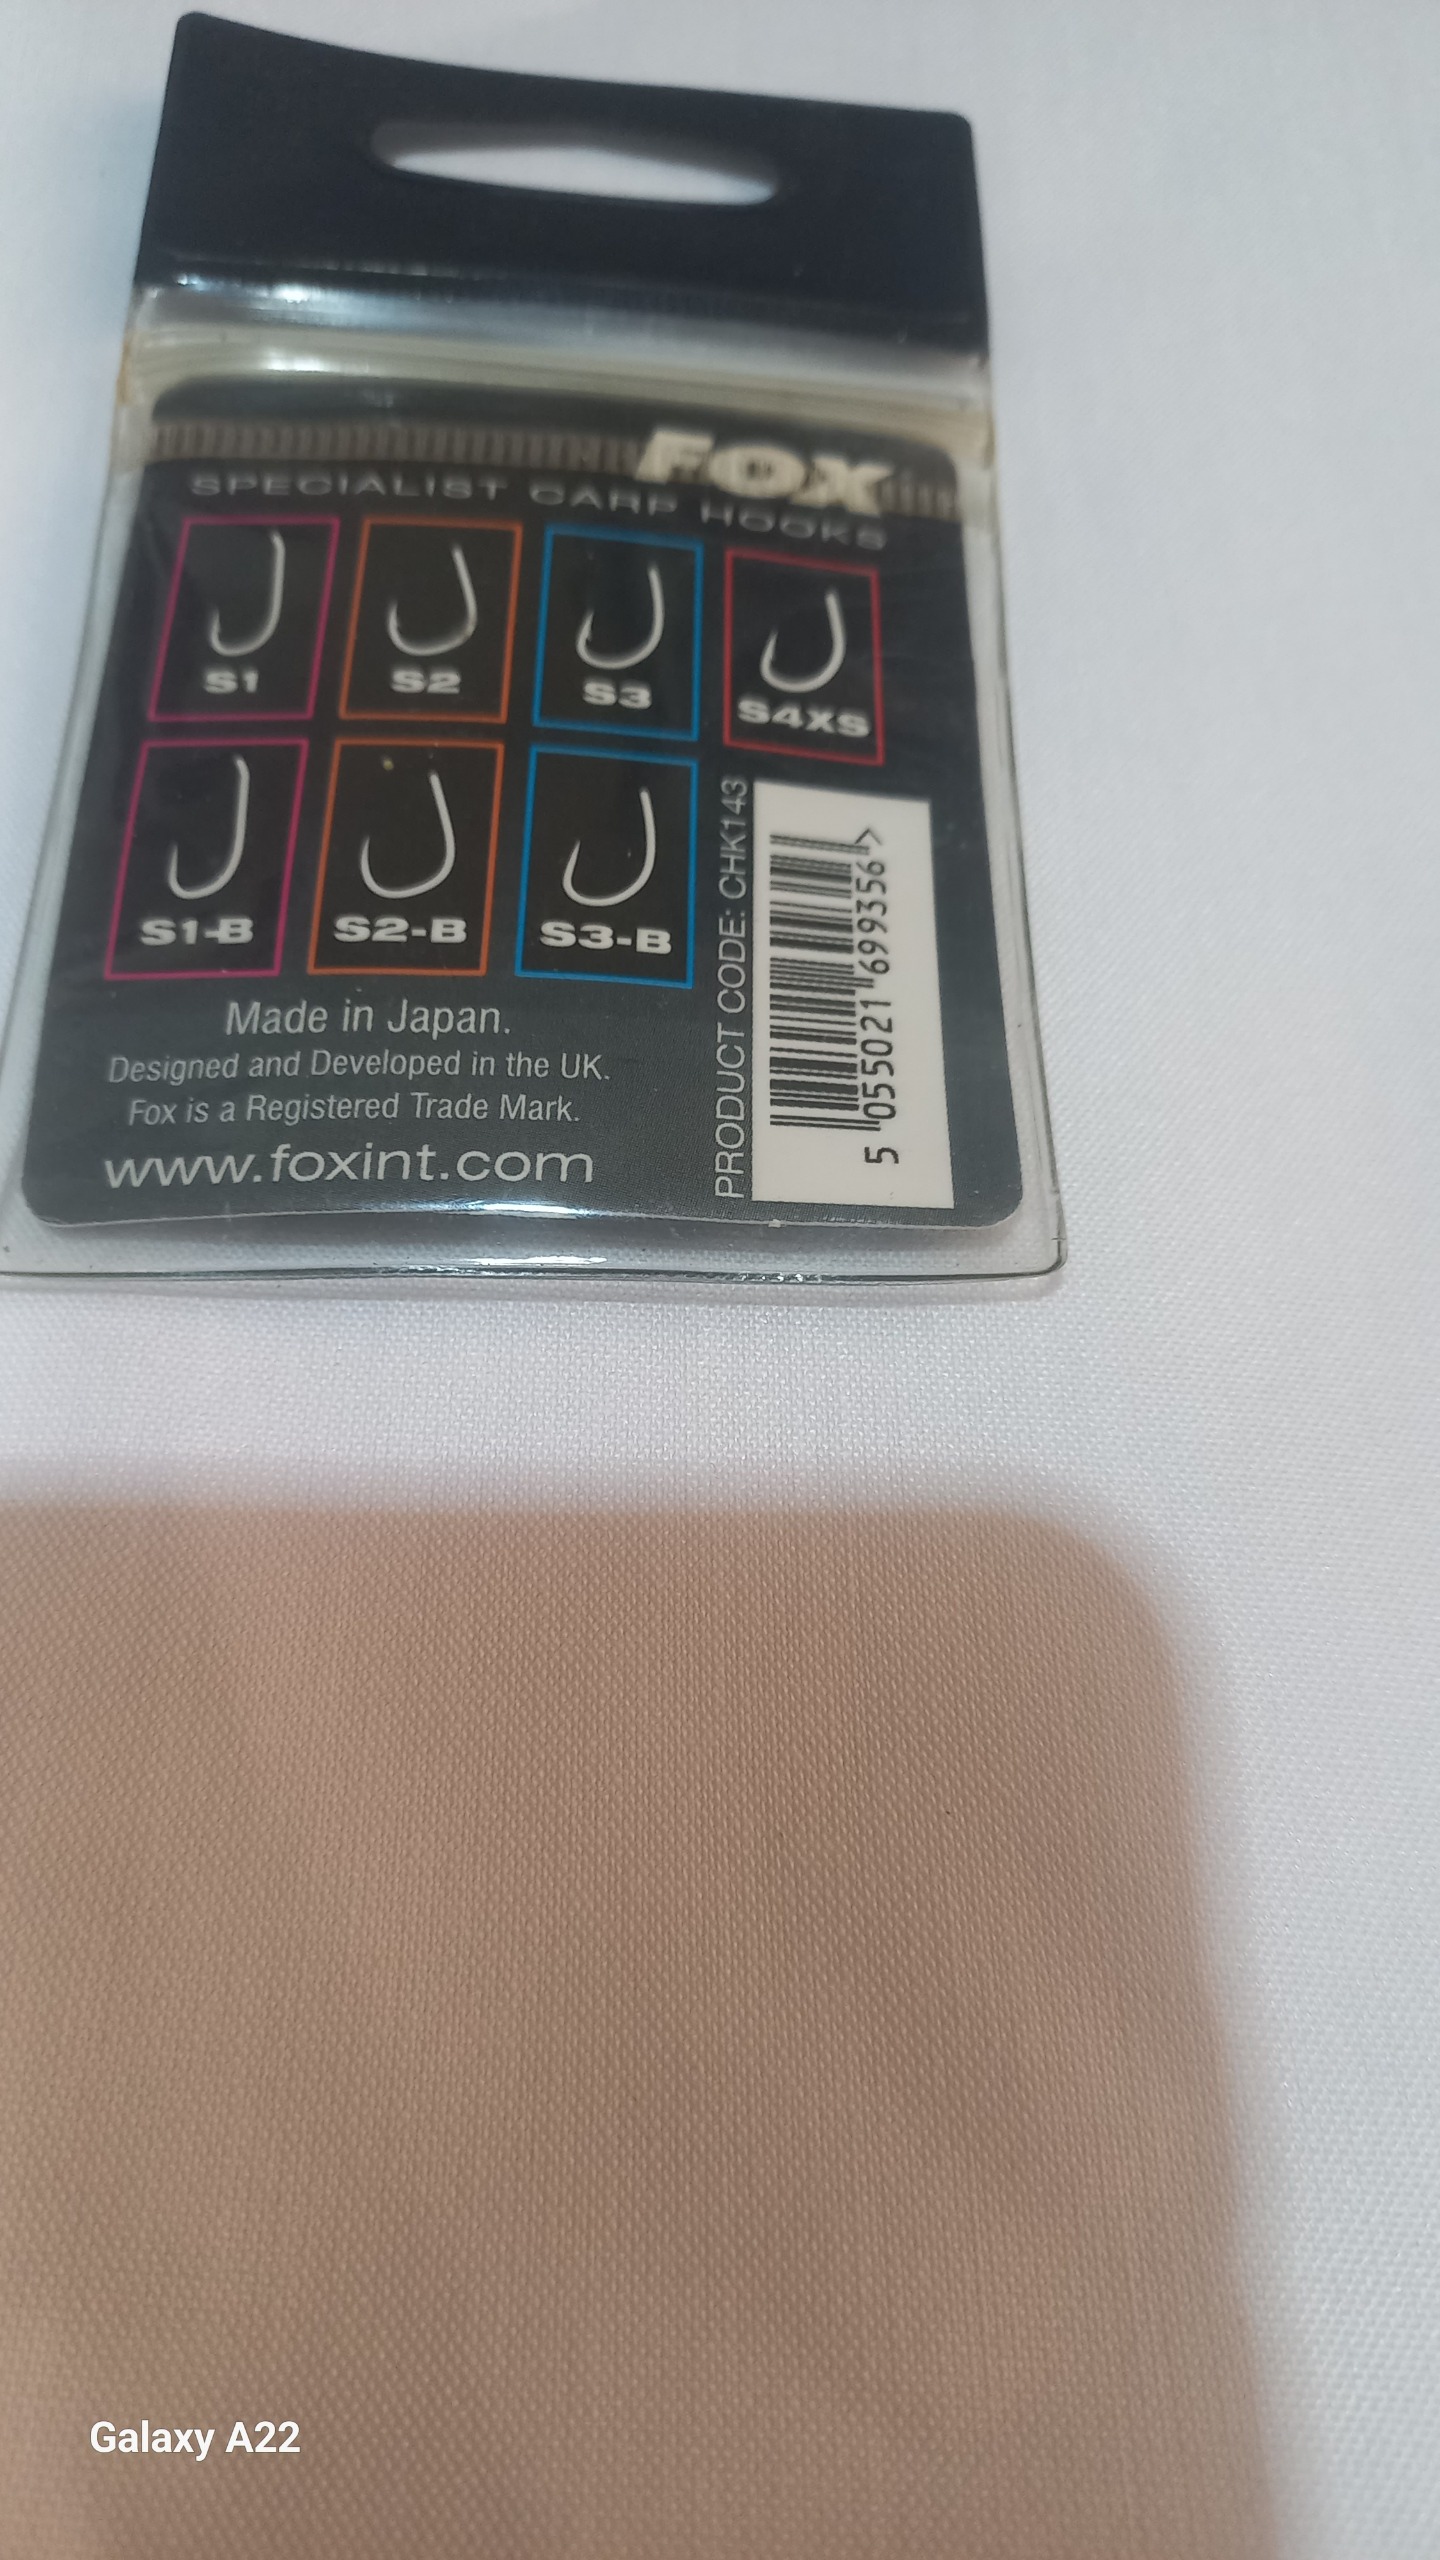 FOX
SPECIALIST CARP HOOKS
S1
S2
S3
S4XS
S1-B
S2-B
S3-B
Made in Japan.
Designed and Developed in the UK.
Fox is a Registered Trade Mark.
www.foxint.com
PRODUCT CODE: CHK143
5 055021 699356 >
Galaxy A22